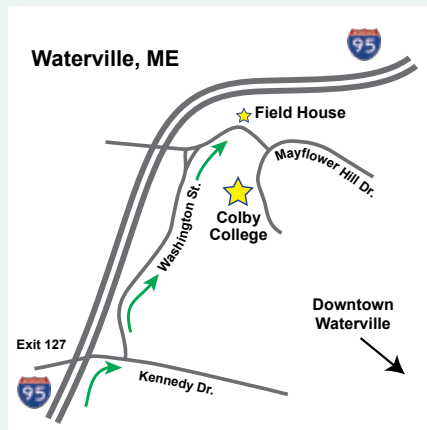 95
Waterville, ME
Field House
Mayflower Hill Dr.
Washington St.
Colby
College
Downtown
Waterville
Exit 127
Kennedy Dr.
95